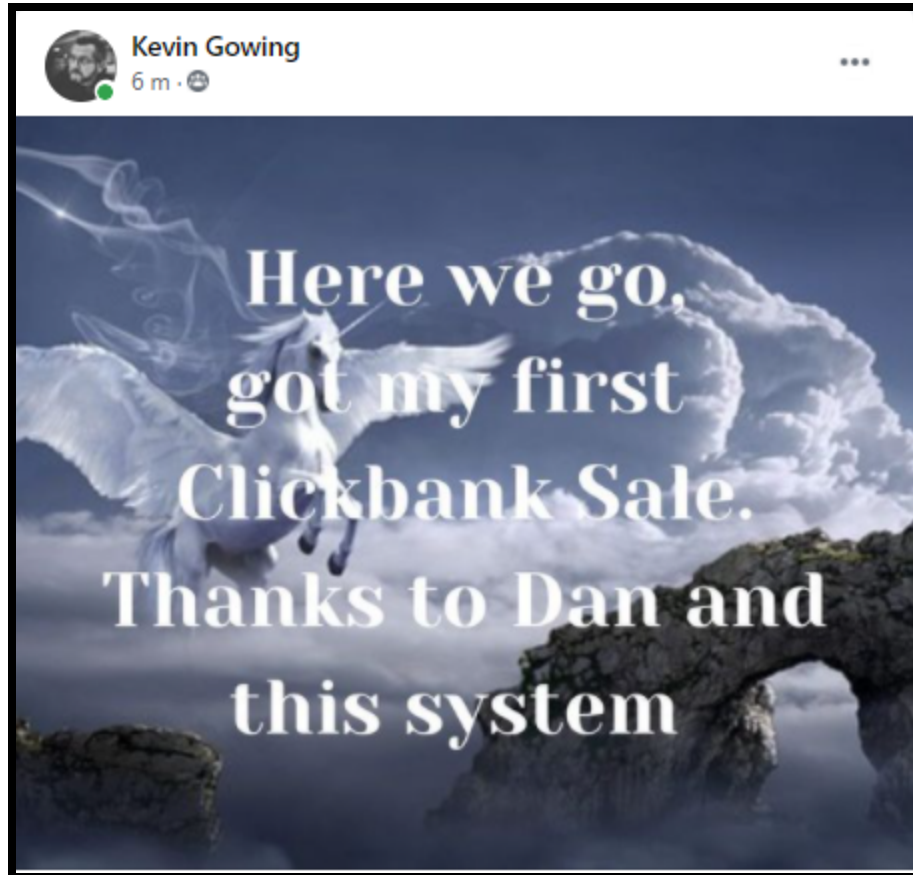 Kevin Gowing
6 m ·
Here we go,
got my first
Clickbank Sale.
Thanks to Dan and
this system